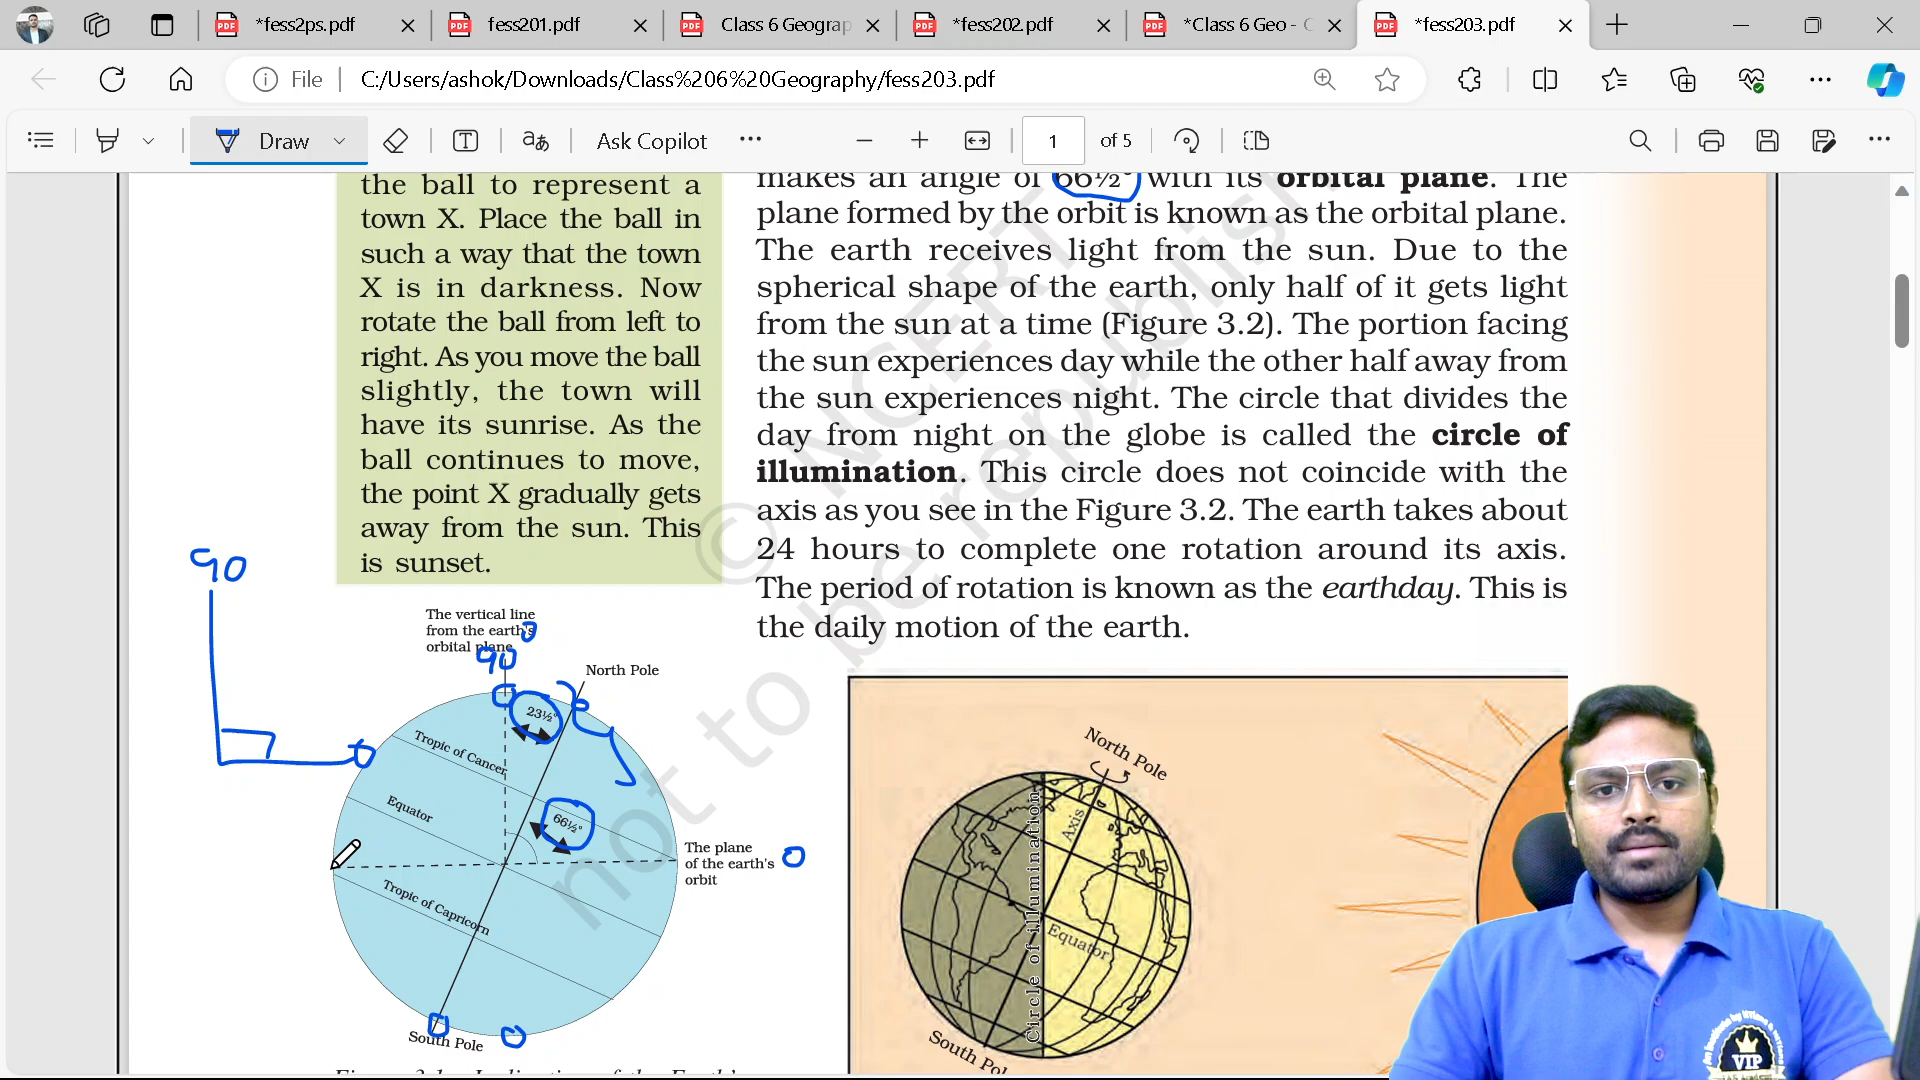 *fess2ps.pdf
fess201.pdf
Class 6 Geograp
*fess202.pdf
*Class 6 Geo - C
*fess203.pdf
File
C:/Users/ashok/Downloads/Class%206%20Geography/fess203.pdf
Draw
Ask Copilot
1 of 5
the ball to represent a
town X. Place the ball in
such a way that the town
X is in darkness. Now
rotate the ball from left to
right. As you move the ball
slightly, the town will
have its sunrise. As the
ball continues to move,
the point X gradually gets
away from the sun. This
is sunset.
makes an angle of 66½° with its orbital plane. The
plane formed by the orbit is known as the orbital plane.
The earth receives light from the sun. Due to the
spherical shape of the earth, only half of it gets light
from the sun at a time (Figure 3.2). The portion facing
the sun experiences day while the other half away from
the sun experiences night. The circle that divides the
day from night on the globe is called the circle of
illumination. This circle does not coincide with the
axis as you see in the Figure 3.2. The earth takes about
24 hours to complete one rotation around its axis.
The period of rotation is known as the earthday. This is
the daily motion of the earth.
© NCERT
not to be republish
90
The vertical line
from the earth's
orbital plane
90°
North Pole
23½°
Tropic of Cancer
Equator
66½°
The plane
of the earth's
orbit
0
Tropic of Capricorn
South Pole
North Pole
Axis
Circle of illumination
Equator
South Pol
VIP